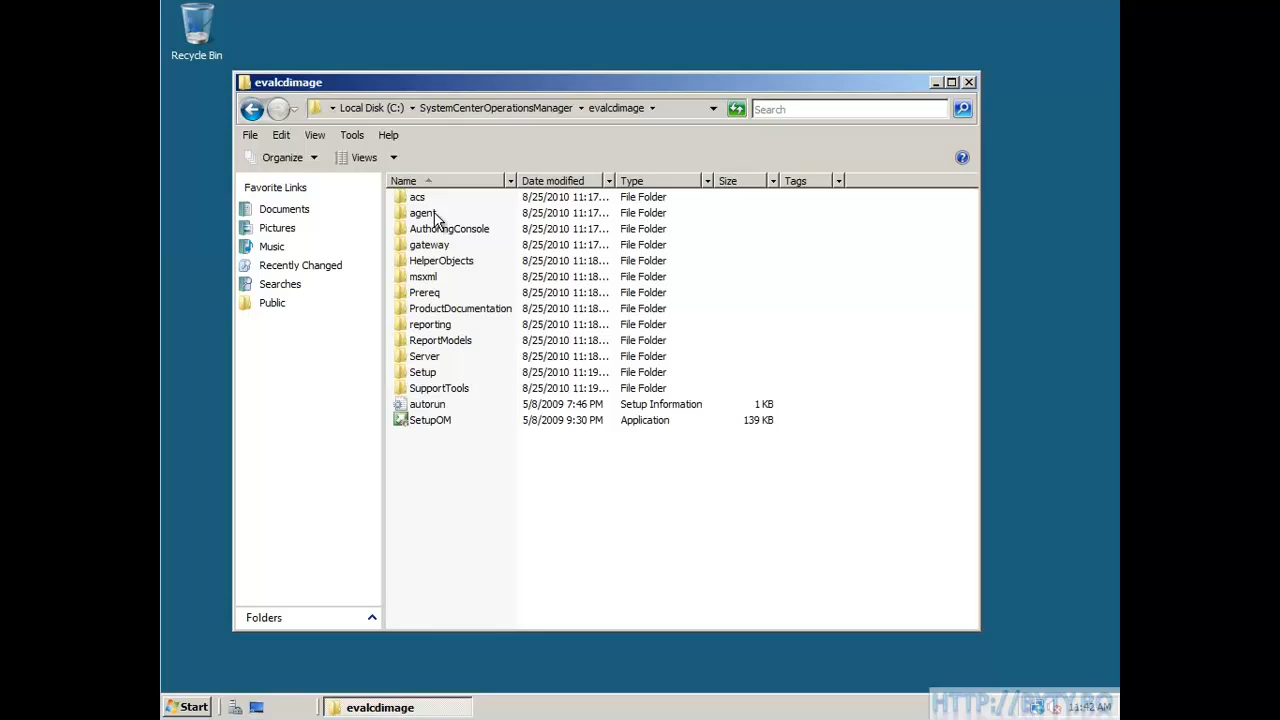 Recycle Bin
evalcdimage
Local Disk (C:) SystemCenterOperationsManager evalcdimage Search
File Edit View Tools Help
Organize Views
Favorite Links
Documents
Pictures
Music
Recently Changed
Searches
Public
Folders
Name Date modified Type Size Tags
acs 8/25/2010 11:17... File Folder
agent 8/25/2010 11:17... File Folder
AuthoringConsole 8/25/2010 11:17... File Folder
gateway 8/25/2010 11:17... File Folder
HelperObjects 8/25/2010 11:18... File Folder
msxml 8/25/2010 11:18... File Folder
Prereq 8/25/2010 11:18... File Folder
ProductDocumentation 8/25/2010 11:18... File Folder
reporting 8/25/2010 11:18... File Folder
ReportModels 8/25/2010 11:18... File Folder
Server 8/25/2010 11:18... File Folder
Setup 8/25/2010 11:19... File Folder
SupportTools 8/25/2010 11:19... File Folder
autorun 5/8/2009 7:46 PM Setup Information 1 KB
SetupOM 5/8/2009 9:30 PM Application 139 KB
Start evalcdimage 11:42 AM